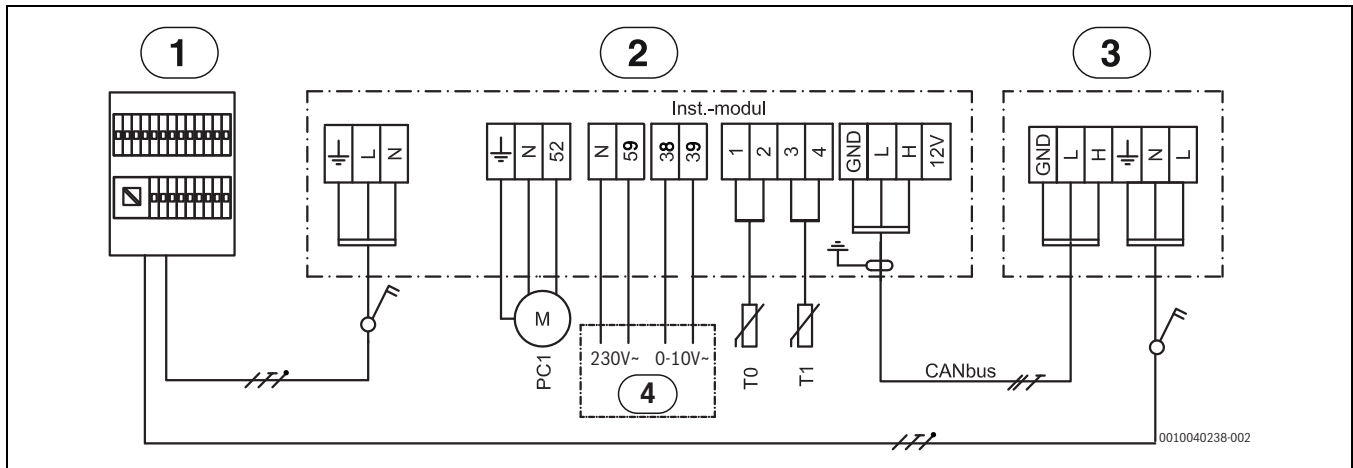 1
2
3
Inst.-modul
L
N
N
52
N
59
38
39
1
2
3
4
GND
L
H
12V
GND
L
H
N
L
M
PC1
230V~ 0-10V~
4
T0
T1
CANbus
0010040238-002